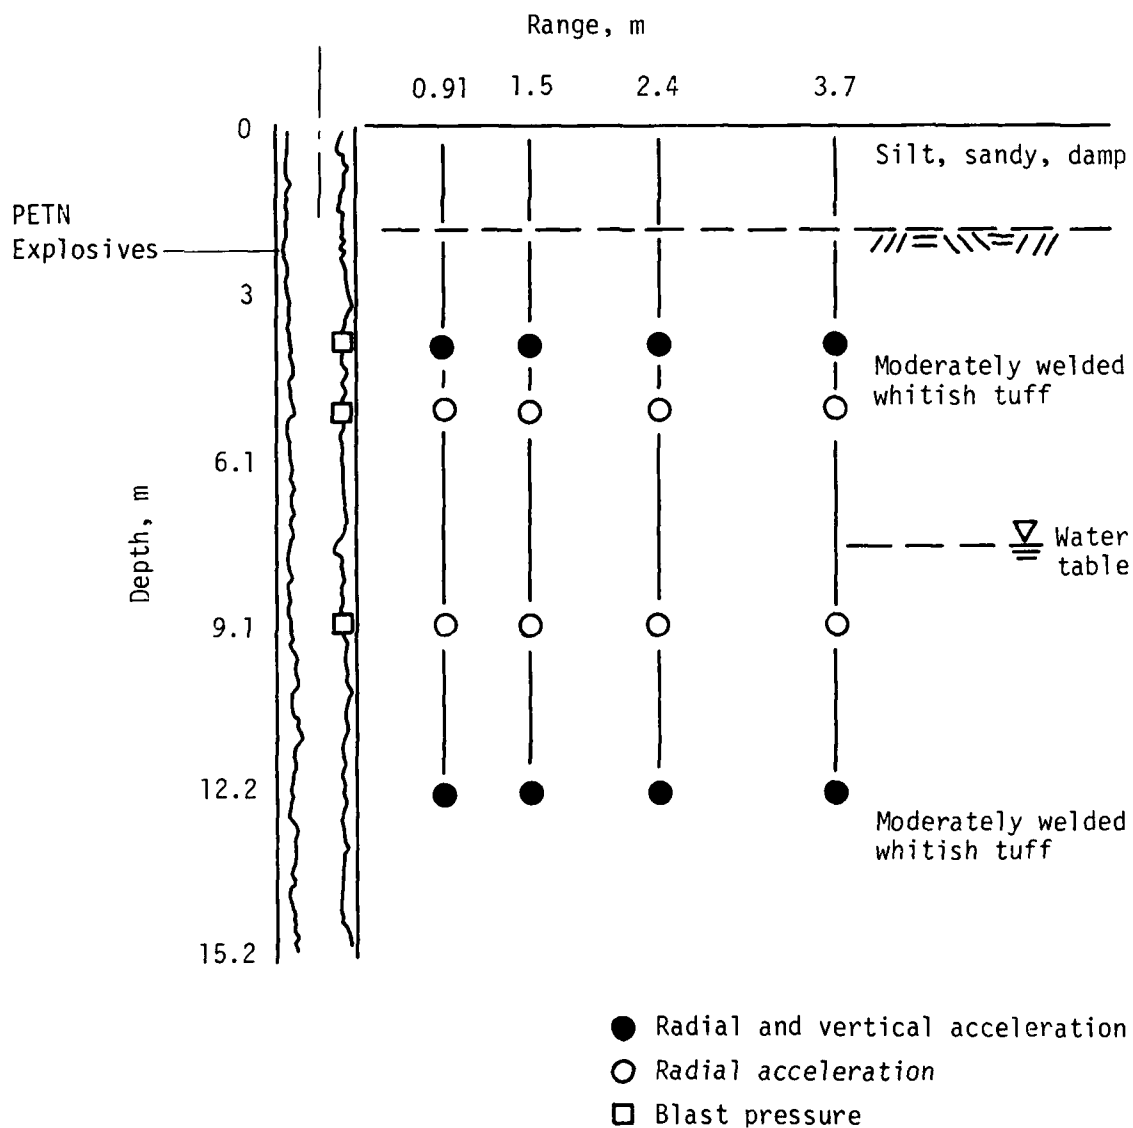 Range, m
0.91 1.5 2.4 3.7
0
Silt, sandy, damp
PETN
Explosives
3
Moderately welded
whitish tuff
6.1
Depth, m
Water
table
9.1
12.2
Moderately welded
whitish tuff
15.2
Radial and vertical acceleration
Radial acceleration
Blast pressure